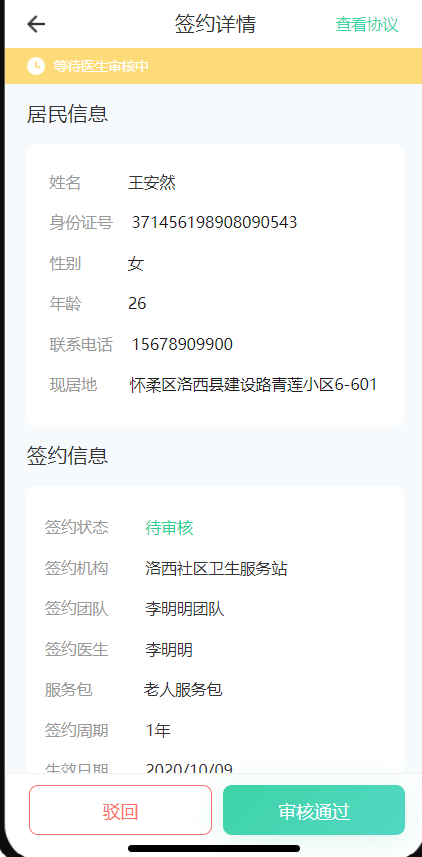 签约详情 查看协议
等待医生审核中
居民信息
姓名 王安然
身份证号 371456198908090543
性别 女
年龄 26
联系电话 15678909900
现居地 怀柔区洛西县建设路青莲小区6-601
签约信息
签约状态 待审核
签约机构 洛西社区卫生服务站
签约团队 李明明团队
签约医生 李明明
服务包 老人服务包
签约周期 1年
生效日期 2020/10/09
驳回 审核通过